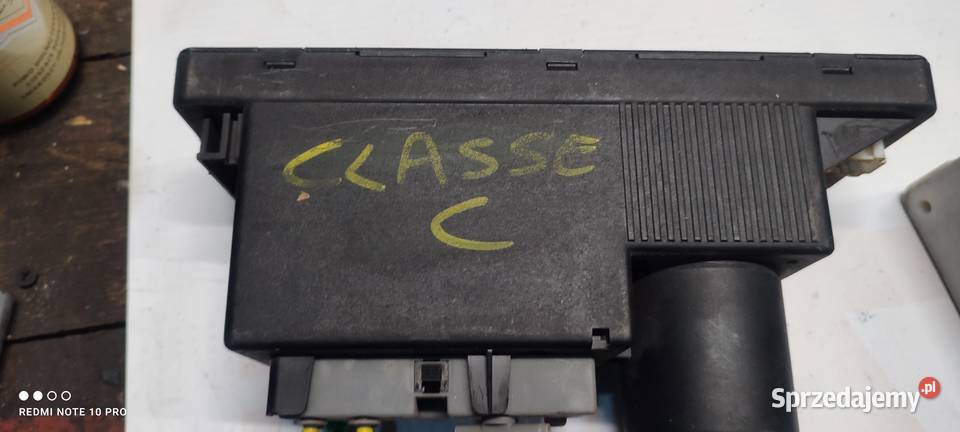 CLASSE
C
REDMI NOTE 10 PRO
Sprzedajemy.pl